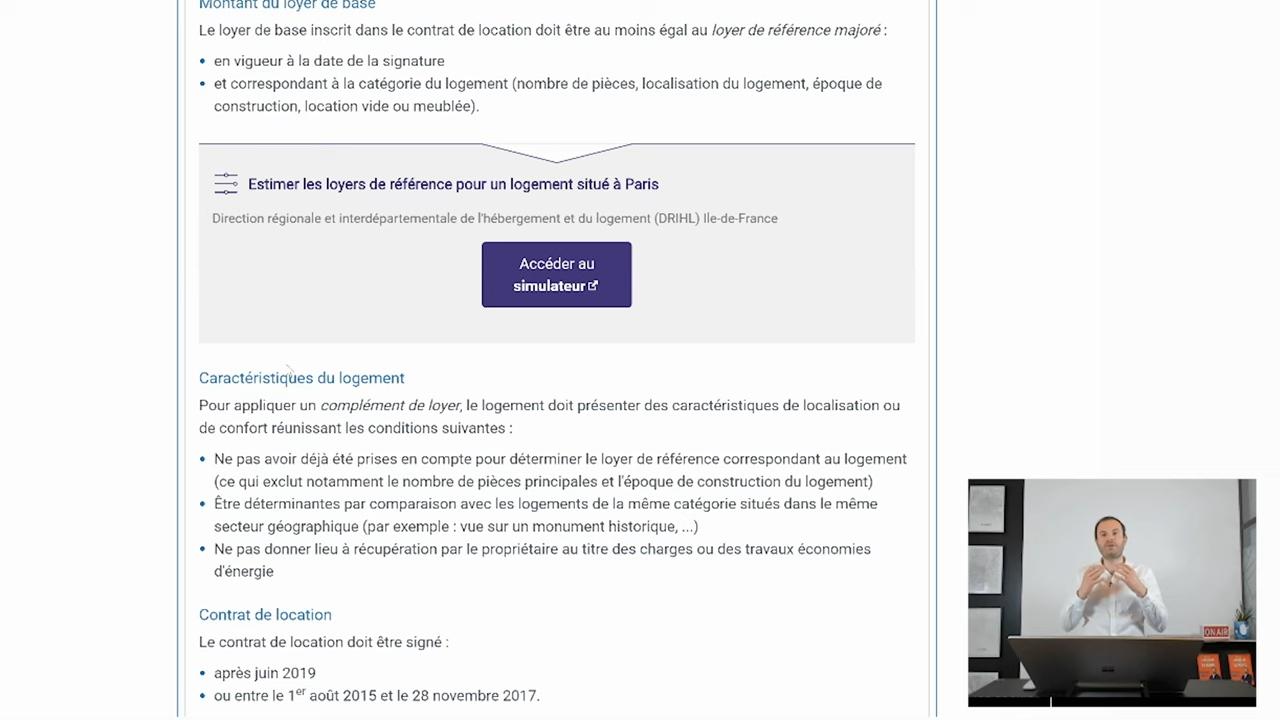 Montant du loyer de base
Le loyer de base inscrit dans le contrat de location doit être au moins égal au loyer de référence majoré :
• en vigueur à la date de la signature
• et correspondant à la catégorie du logement (nombre de pièces, localisation du logement, époque de
construction, location vide ou meublée).
Estimer les loyers de référence pour un logement situé à Paris
Direction régionale et interdépartementale de l'hébergement et du logement (DRIHL) Ile-de-France
Accéder au
simulateur
Caractéristiques du logement
Pour appliquer un complément de loyer, le logement doit présenter des caractéristiques de localisation ou
de confort réunissant les conditions suivantes :
• Ne pas avoir déjà été prises en compte pour déterminer le loyer de référence correspondant au logement
(ce qui exclut notamment le nombre de pièces principales et l'époque de construction du logement)
• Être déterminantes par comparaison avec les logements de la même catégorie situés dans le même
secteur géographique (par exemple : vue sur un monument historique, ...)
• Ne pas donner lieu à récupération par le propriétaire au titre des charges ou des travaux économies
d'énergie
Contrat de location
Le contrat de location doit être signé :
• après juin 2019
• ou entre le 1er août 2015 et le 28 novembre 2017.
ON AIR